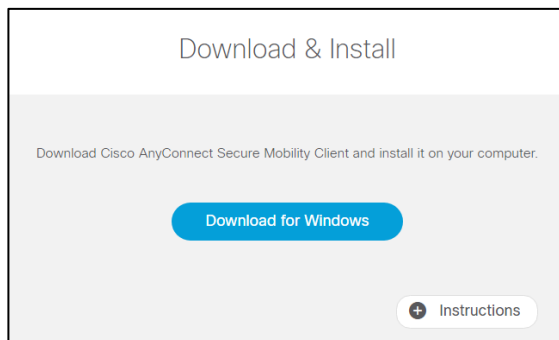 Download & Install
Download Cisco AnyConnect Secure Mobility Client and install it on your computer.
Download for Windows
Instructions